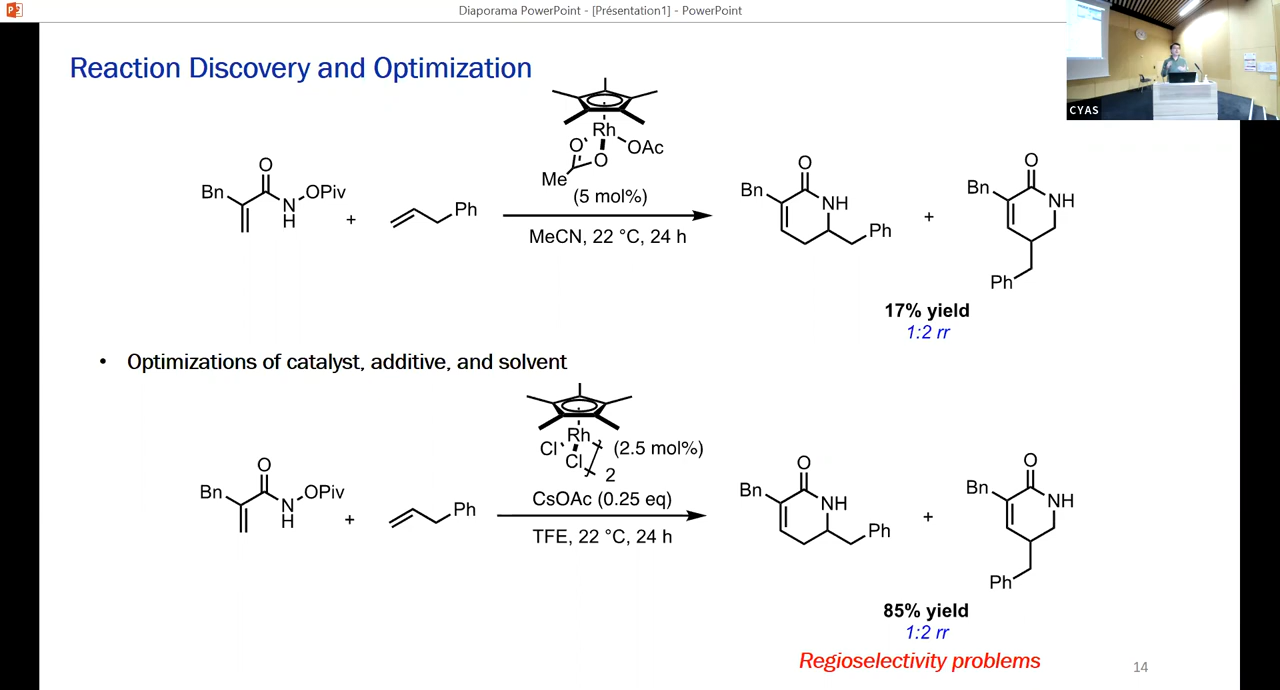 Diaporama PowerPoint - [Présentation1] - PowerPoint
CYAS
Reaction Discovery and Optimization
Rh
O
O
OAc
Me
(5 mol%)
MeCN, 22 °C, 24 h
O
Bn
N
H
OPiv
+
Ph
O
Bn
NH
Ph
+
O
Bn
NH
Ph
17% yield
1:2 rr
• Optimizations of catalyst, additive, and solvent
Rh
Cl
Cl
2
(2.5 mol%)
CsOAc (0.25 eq)
TFE, 22 °C, 24 h
O
Bn
N
H
OPiv
+
Ph
O
Bn
NH
Ph
+
O
Bn
NH
Ph
85% yield
1:2 rr
Regioselectivity problems
14